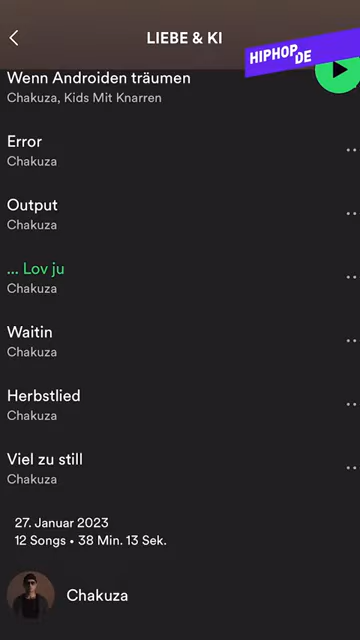 LIEBE & KI
HIPHOP.DE
Wenn Androiden träumen
Chakuza, Kids Mit Knarren
Error
Chakuza
Output
Chakuza
... Lov ju
Chakuza
Waitin
Chakuza
Herbstlied
Chakuza
Viel zu still
Chakuza
27. Januar 2023
12 Songs • 38 Min. 13 Sek.
Chakuza